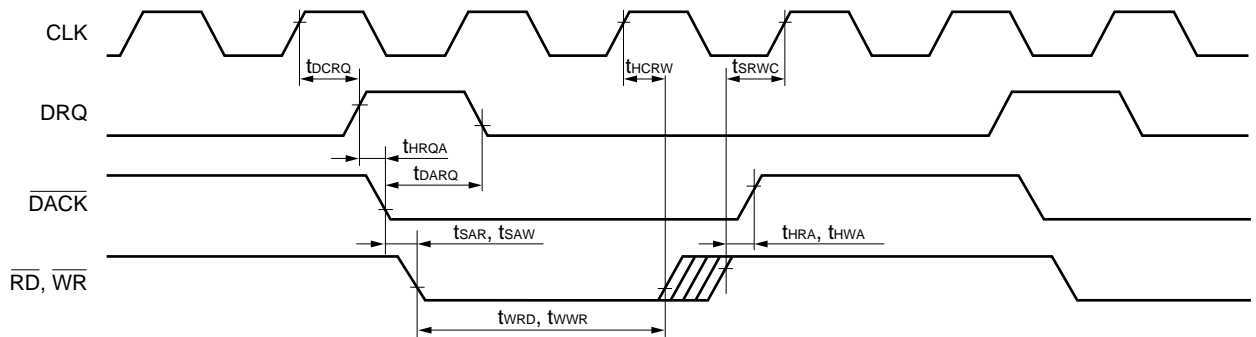 CLK
tDCRQ
tHCRW
tSRWC
DRQ
tHRQA
tDARQ
DACK
tSAR, tSAW
tHRA, tHWA
RD, WR
tWRD, tWWR